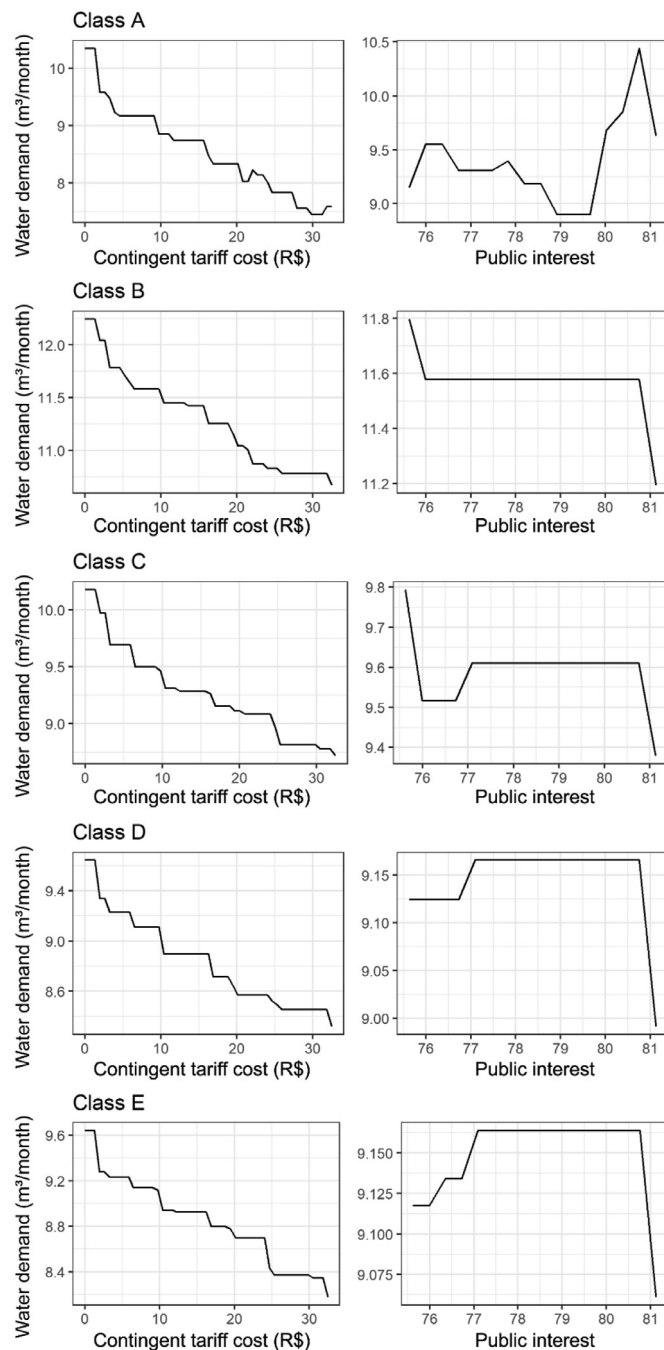 Class A
Water demand (m³/month)
10
9
8
0 10 20 30
Contingent tariff cost (R$)
10.5
10.0
9.5
9.0
76 77 78 79 80 81
Public interest
Class B
Water demand (m³/month)
12.0
11.5
11.0
0 10 20 30
Contingent tariff cost (R$)
11.8
11.6
11.4
11.2
76 77 78 79 80 81
Public interest
Class C
Water demand (m³/month)
10.0
9.5
9.0
0 10 20 30
Contingent tariff cost (R$)
9.8
9.7
9.6
9.5
9.4
76 77 78 79 80 81
Public interest
Class D
Water demand (m³/month)
9.4
9.0
8.6
0 10 20 30
Contingent tariff cost (R$)
9.15
9.10
9.05
9.00
76 77 78 79 80 81
Public interest
Class E
Water demand (m³/month)
9.6
9.2
8.8
8.4
0 10 20 30
Contingent tariff cost (R$)
9.150
9.125
9.100
9.075
76 77 78 79 80 81
Public interest